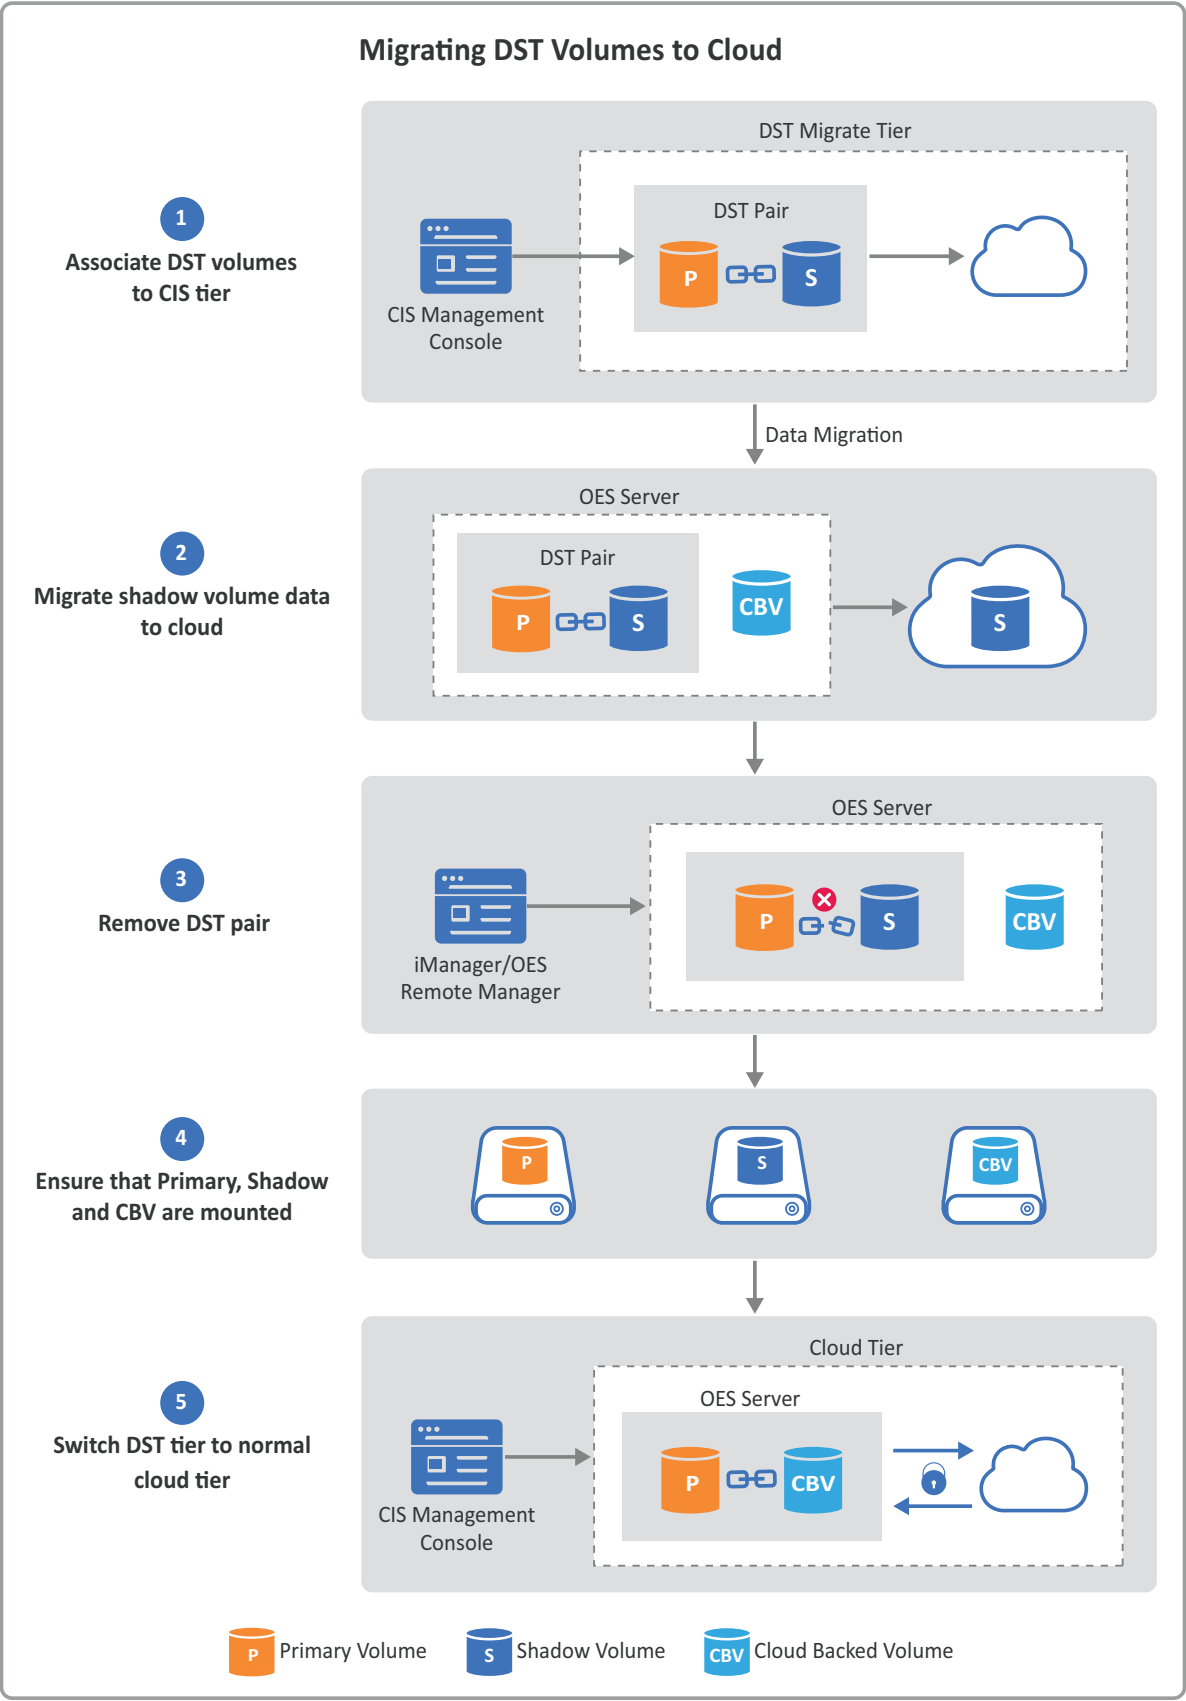 Migrating DST Volumes to Cloud
1
Associate DST volumes
to CIS tier
DST Migrate Tier
DST Pair
P
S
CIS Management
Console
Data Migration
2
Migrate shadow volume data
to cloud
OES Server
DST Pair
P
S
CBV
S
3
Remove DST pair
OES Server
P
S
CBV
iManager/OES
Remote Manager
4
Ensure that Primary, Shadow
and CBV are mounted
P
S
CBV
5
Switch DST tier to normal
cloud tier
Cloud Tier
OES Server
P
CBV
CIS Management
Console
P Primary Volume
S Shadow Volume
CBV Cloud Backed Volume